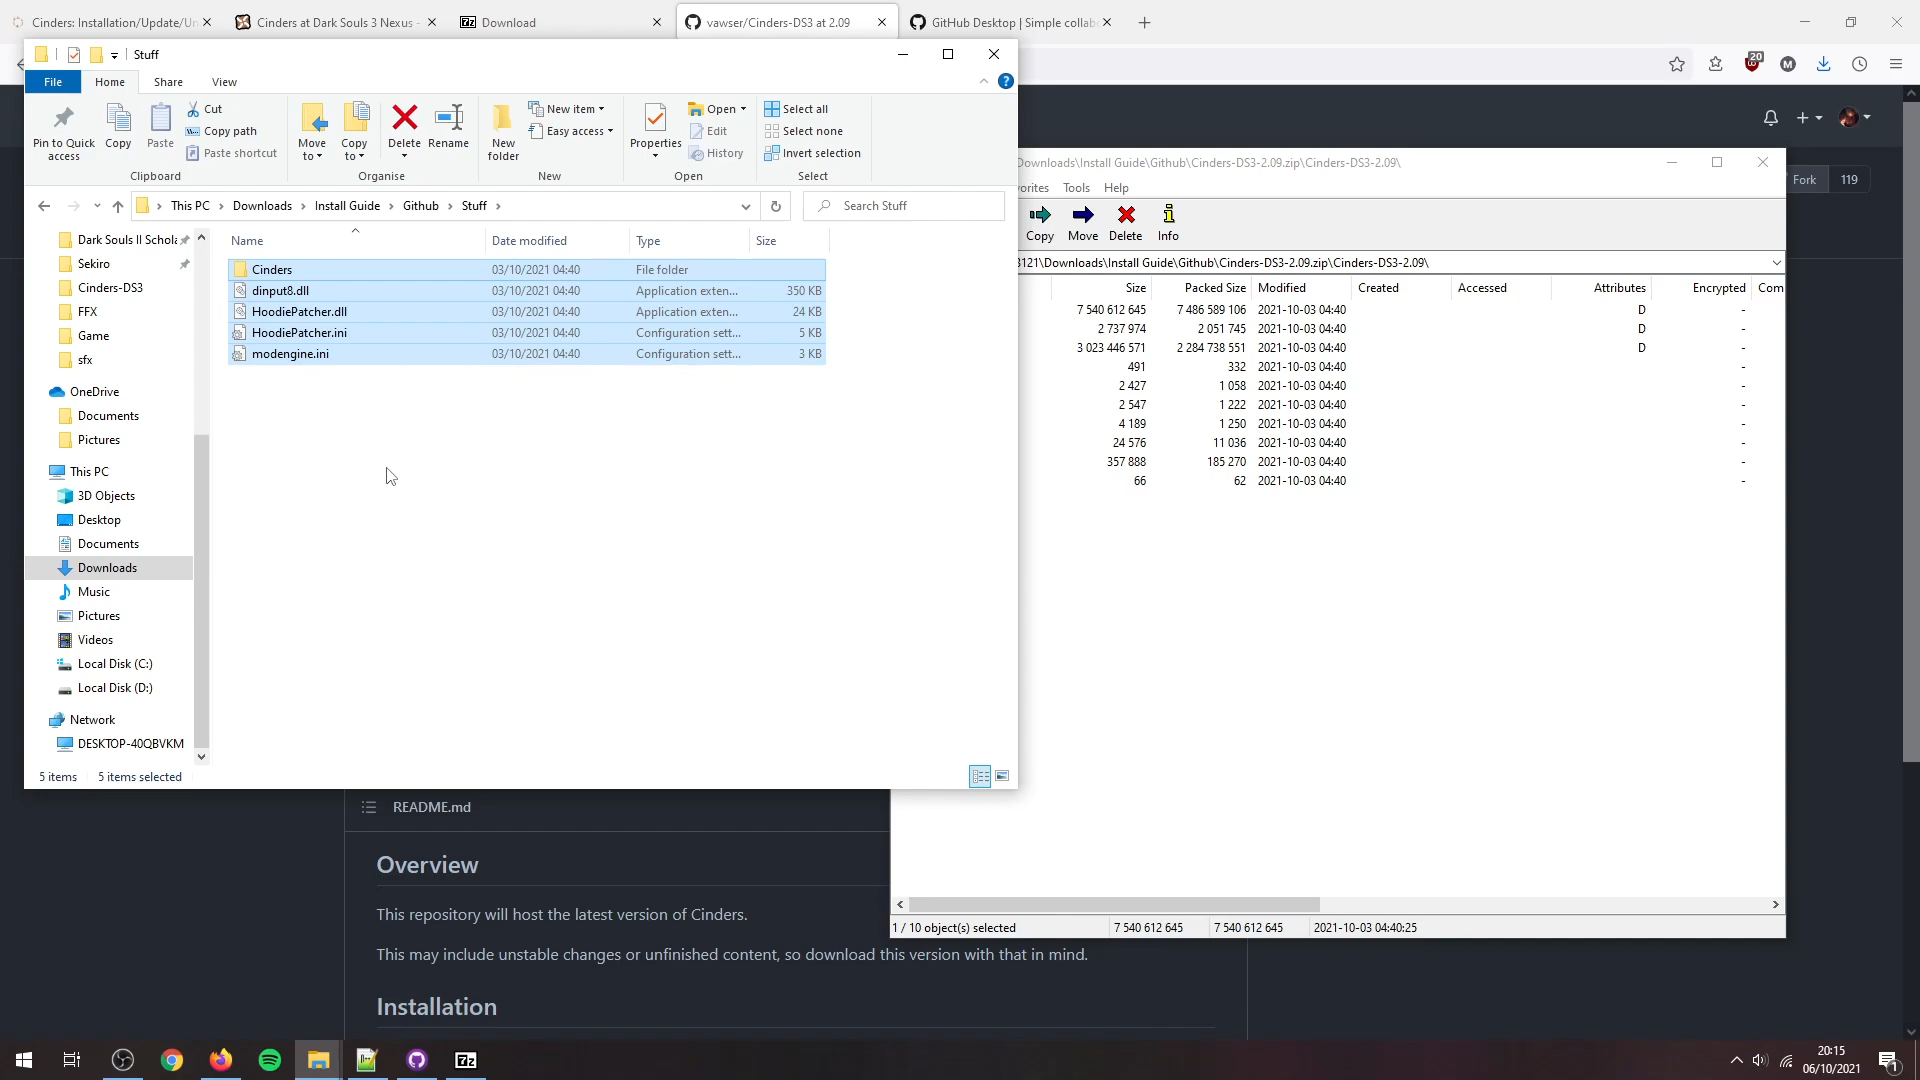 Cinders: Installation/Update/Un
Cinders at Dark Souls 3 Nexus -
7z Download
vawser/Cinders-DS3 at 2.09
GitHub Desktop | Simple collab
Stuff
File Home Share View
20
M
Pin to Quick access
Copy
Paste
Cut
Copy path
Paste shortcut
Clipboard
Move to
Copy to
Delete
Rename
Organise
New folder
New item
Easy access
New
Properties
Open
Edit
History
Open
Select all
Select none
Invert selection
Select
This PC > Downloads > Install Guide > Github > Stuff >
Search Stuff
Name Date modified Type Size
Cinders 03/10/2021 04:40 File folder
dinput8.dll 03/10/2021 04:40 Application exten... 350 KB
HoodiePatcher.dll 03/10/2021 04:40 Application exten... 24 KB
HoodiePatcher.ini 03/10/2021 04:40 Configuration sett... 5 KB
modengine.ini 03/10/2021 04:40 Configuration sett... 3 KB
Dark Souls II Schola
Sekiro
Cinders-DS3
FFX
Game
sfx
OneDrive
Documents
Pictures
This PC
3D Objects
Desktop
Documents
Downloads
Music
Pictures
Videos
Local Disk (C:)
Local Disk (D:)
Network
DESKTOP-40QBVKM
5 items 5 items selected
Fork 119
Downloads\Install Guide\Github\Cinders-DS3-2.09.zip\Cinders-DS3-2.09\
vorites Tools Help
Copy Move Delete Info
3121\Downloads\Install Guide\Github\Cinders-DS3-2.09.zip\Cinders-DS3-2.09\
Size Packed Size Modified Created Accessed Attributes Encrypted Com
7 540 612 645 7 486 589 106 2021-10-03 04:40 D -
2 737 974 2 051 745 2021-10-03 04:40 D -
3 023 446 571 2 284 738 551 2021-10-03 04:40 D -
491 332 2021-10-03 04:40 -
2 427 1 058 2021-10-03 04:40 -
2 547 1 222 2021-10-03 04:40 -
4 189 1 250 2021-10-03 04:40 -
24 576 11 036 2021-10-03 04:40 -
357 888 185 270 2021-10-03 04:40 -
66 62 2021-10-03 04:40 -
1 / 10 object(s) selected 7 540 612 645 7 540 612 645 2021-10-03 04:40:25
README.md
Overview
This repository will host the latest version of Cinders.
This may include unstable changes or unfinished content, so download this version with that in mind.
Installation
7z
20:15
06/10/2021
1